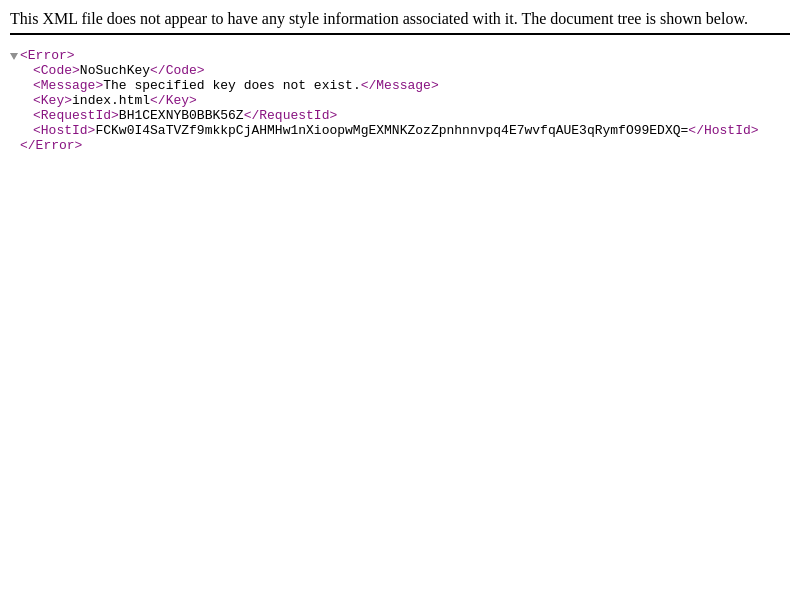 This XML file does not appear to have any style information associated with it. The document tree is shown below.
<Error>
<Code>NoSuchKey</Code>
<Message>The specified key does not exist.</Message>
<Key>index.html</Key>
<RequestId>BH1CEXNYB0BBK56Z</RequestId>
<HostId>FCKw0I4SaTVZf9mkkpCjAHMHw1nXioopwMgEXMNKZozZpnhnnvpq4E7wvfqAUE3qRymfO99EDXQ=</HostId>
</Error>